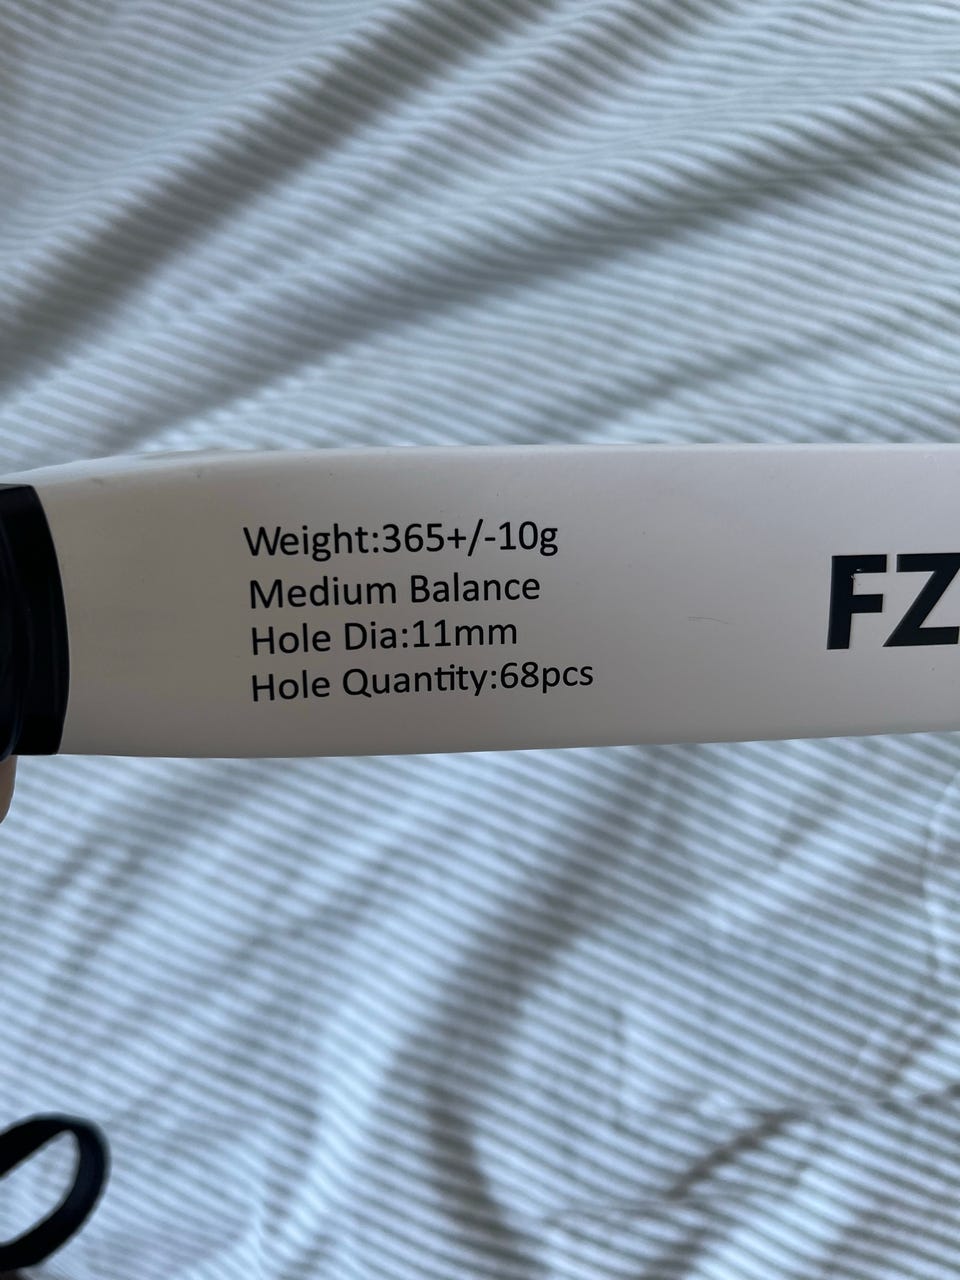 Weight:365+/-10g
Medium Balance
Hole Dia:11mm
Hole Quantity:68pcs
FZ